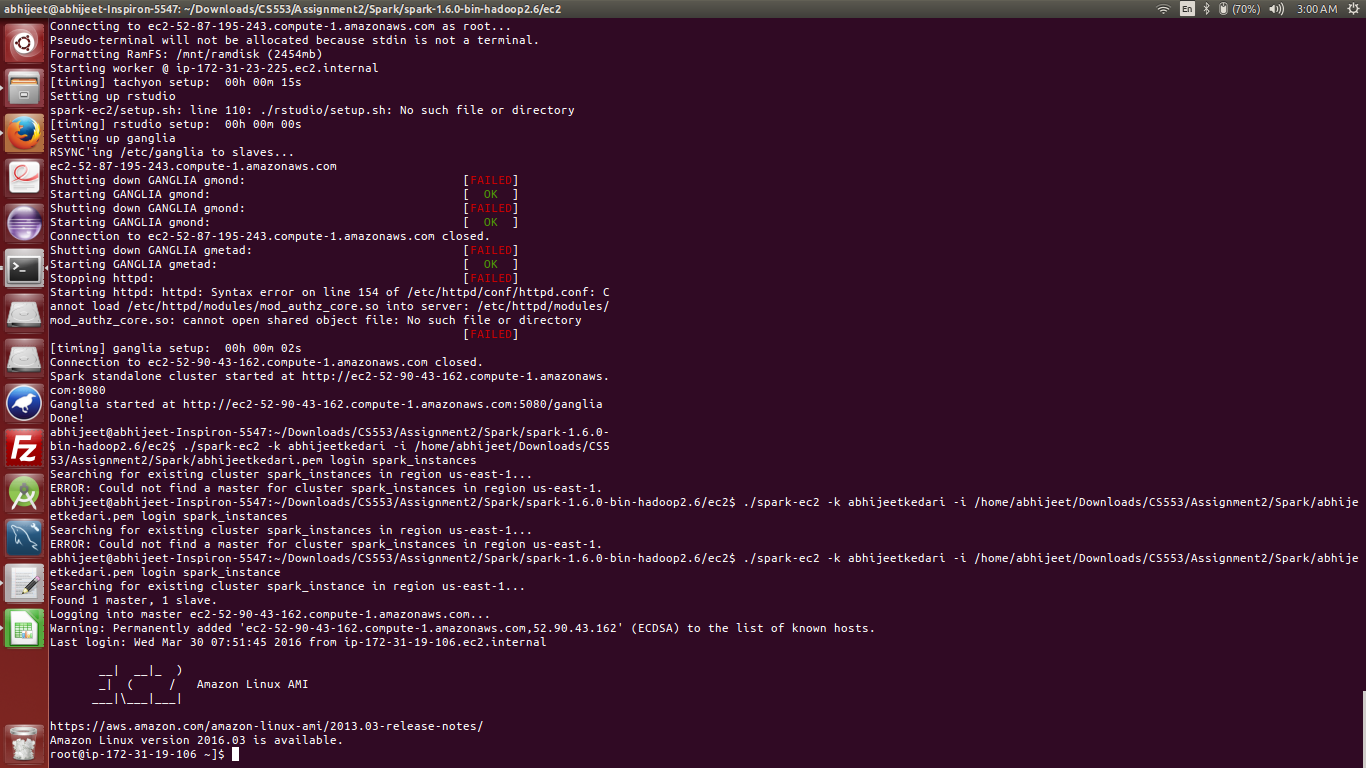 abhijeet@abhijeet-Inspiron-5547: ~/Downloads/CS553/Assignment2/Spark/spark-1.6.0-bin-hadoop2.6/ec2
En
(70%)
3:00 AM
Connecting to ec2-52-87-195-243.compute-1.amazonaws.com as root...
Pseudo-terminal will not be allocated because stdin is not a terminal.
Formatting RamFS: /mnt/ramdisk (2454mb)
Starting worker @ ip-172-31-23-225.ec2.internal
[timing] tachyon setup:  00h 00m 15s
Setting up rstudio
spark-ec2/setup.sh: line 110: ./rstudio/setup.sh: No such file or directory
[timing] rstudio setup:  00h 00m 00s
Setting up ganglia
RSYNC'ing /etc/ganglia to slaves...
ec2-52-87-195-243.compute-1.amazonaws.com
Shutting down GANGLIA gmond:                               [FAILED]
Starting GANGLIA gmond:                                    [  OK  ]
Shutting down GANGLIA gmond:                               [FAILED]
Starting GANGLIA gmond:                                    [  OK  ]
Connection to ec2-52-87-195-243.compute-1.amazonaws.com closed.
Shutting down GANGLIA gmetad:                              [FAILED]
Starting GANGLIA gmetad:                                   [  OK  ]
Stopping httpd:                                            [FAILED]
Starting httpd: httpd: Syntax error on line 154 of /etc/httpd/conf/httpd.conf: C
annot load /etc/httpd/modules/mod_authz_core.so into server: /etc/httpd/modules/
mod_authz_core.so: cannot open shared object file: No such file or directory
[FAILED]
[timing] ganglia setup:  00h 00m 02s
Connection to ec2-52-90-43-162.compute-1.amazonaws.com closed.
Spark standalone cluster started at http://ec2-52-90-43-162.compute-1.amazonaws.
com:8080
Ganglia started at http://ec2-52-90-43-162.compute-1.amazonaws.com:5080/ganglia
Done!
abhijeet@abhijeet-Inspiron-5547:~/Downloads/CS553/Assignment2/Spark/spark-1.6.0-
bin-hadoop2.6/ec2$ ./spark-ec2 -k abhijeetkedari -i /home/abhijeet/Downloads/CS5
53/Assignment2/Spark/abhijeetkedari.pem login spark_instances
Searching for existing cluster spark_instances in region us-east-1...
ERROR: Could not find a master for cluster spark_instances in region us-east-1.
abhijeet@abhijeet-Inspiron-5547:~/Downloads/CS553/Assignment2/Spark/spark-1.6.0-bin-hadoop2.6/ec2$ ./spark-ec2 -k abhijeetkedari -i /home/abhijeet/Downloads/CS553/Assignment2/Spark/abhije
etkedari.pem login spark_instances
Searching for existing cluster spark_instances in region us-east-1...
ERROR: Could not find a master for cluster spark_instances in region us-east-1.
abhijeet@abhijeet-Inspiron-5547:~/Downloads/CS553/Assignment2/Spark/spark-1.6.0-bin-hadoop2.6/ec2$ ./spark-ec2 -k abhijeetkedari -i /home/abhijeet/Downloads/CS553/Assignment2/Spark/abhije
etkedari.pem login spark_instance
Searching for existing cluster spark_instance in region us-east-1...
Found 1 master, 1 slave.
Logging into master ec2-52-90-43-162.compute-1.amazonaws.com...
Warning: Permanently added 'ec2-52-90-43-162.compute-1.amazonaws.com,52.90.43.162' (ECDSA) to the list of known hosts.
Last login: Wed Mar 30 07:51:45 2016 from ip-172-31-19-106.ec2.internal
       __|  __|_  )
       _|  (     /   Amazon Linux AMI
      ___|\___|___|
https://aws.amazon.com/amazon-linux-ami/2013.03-release-notes/
Amazon Linux version 2016.03 is available.
root@ip-172-31-19-106 ~]$